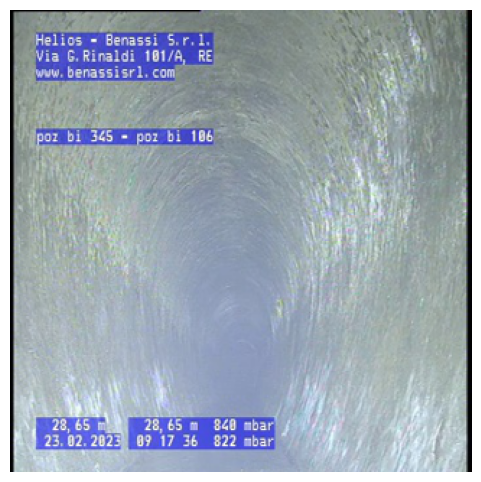 Helios - Benassi S.r.l.
Via G.Rinaldi 101/A, RE
www.benassisrl.com
poz bi 345 - poz bi 106
28,65 m 28,65 m 840 mbar
23.02.2023 09 17 36 822 mbar